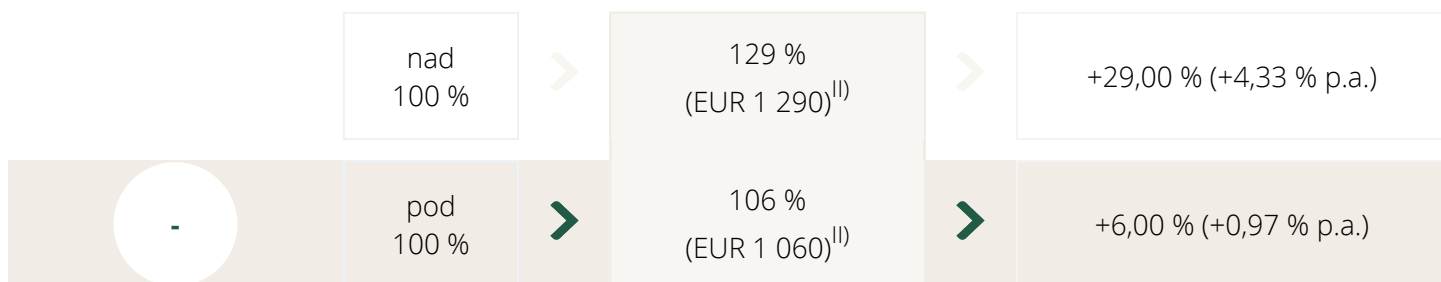 nad
100 %
129 %
(EUR 1 290)II)
+29,00 % (+4,33 % p.a.)
-
pod
100 %
106 %
(EUR 1 060)II)
+6,00 % (+0,97 % p.a.)